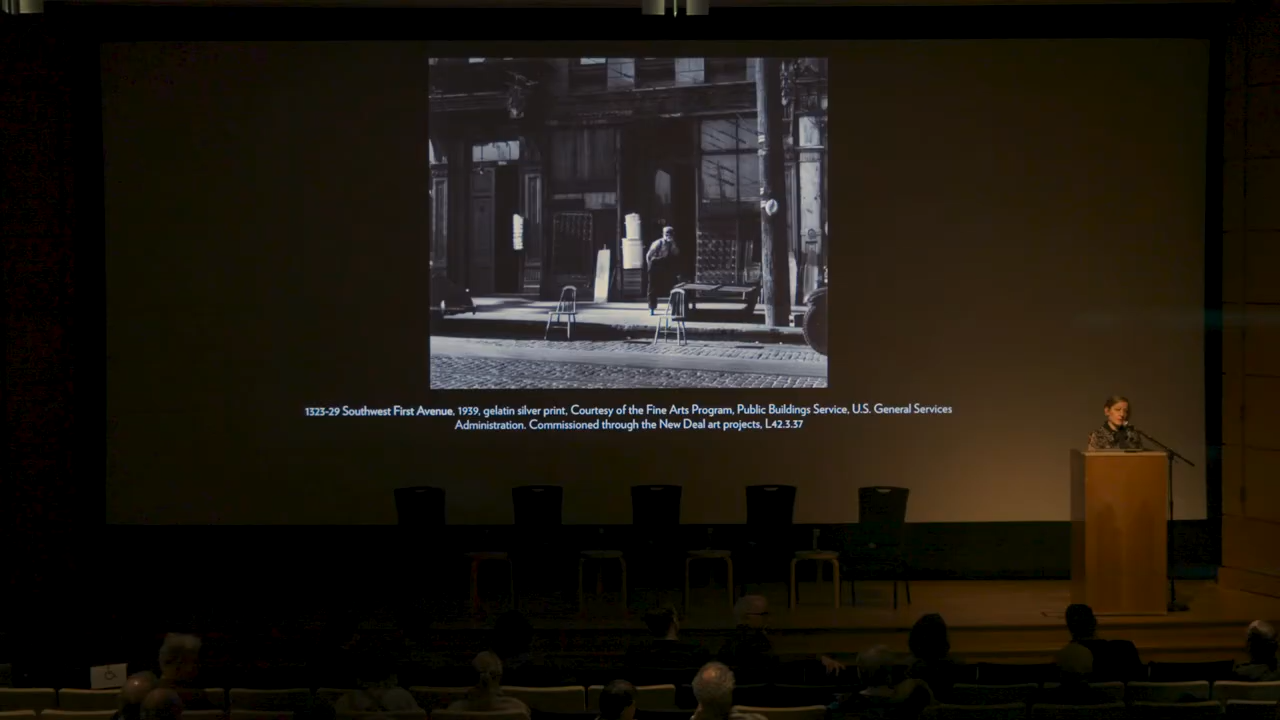 1323-29 Southwest First Avenue, 1939, gelatin silver print, Courtesy of the Fine Arts Program, Public Buildings Service, U.S. General Services
Administration. Commissioned through the New Deal art projects, L42.3.37